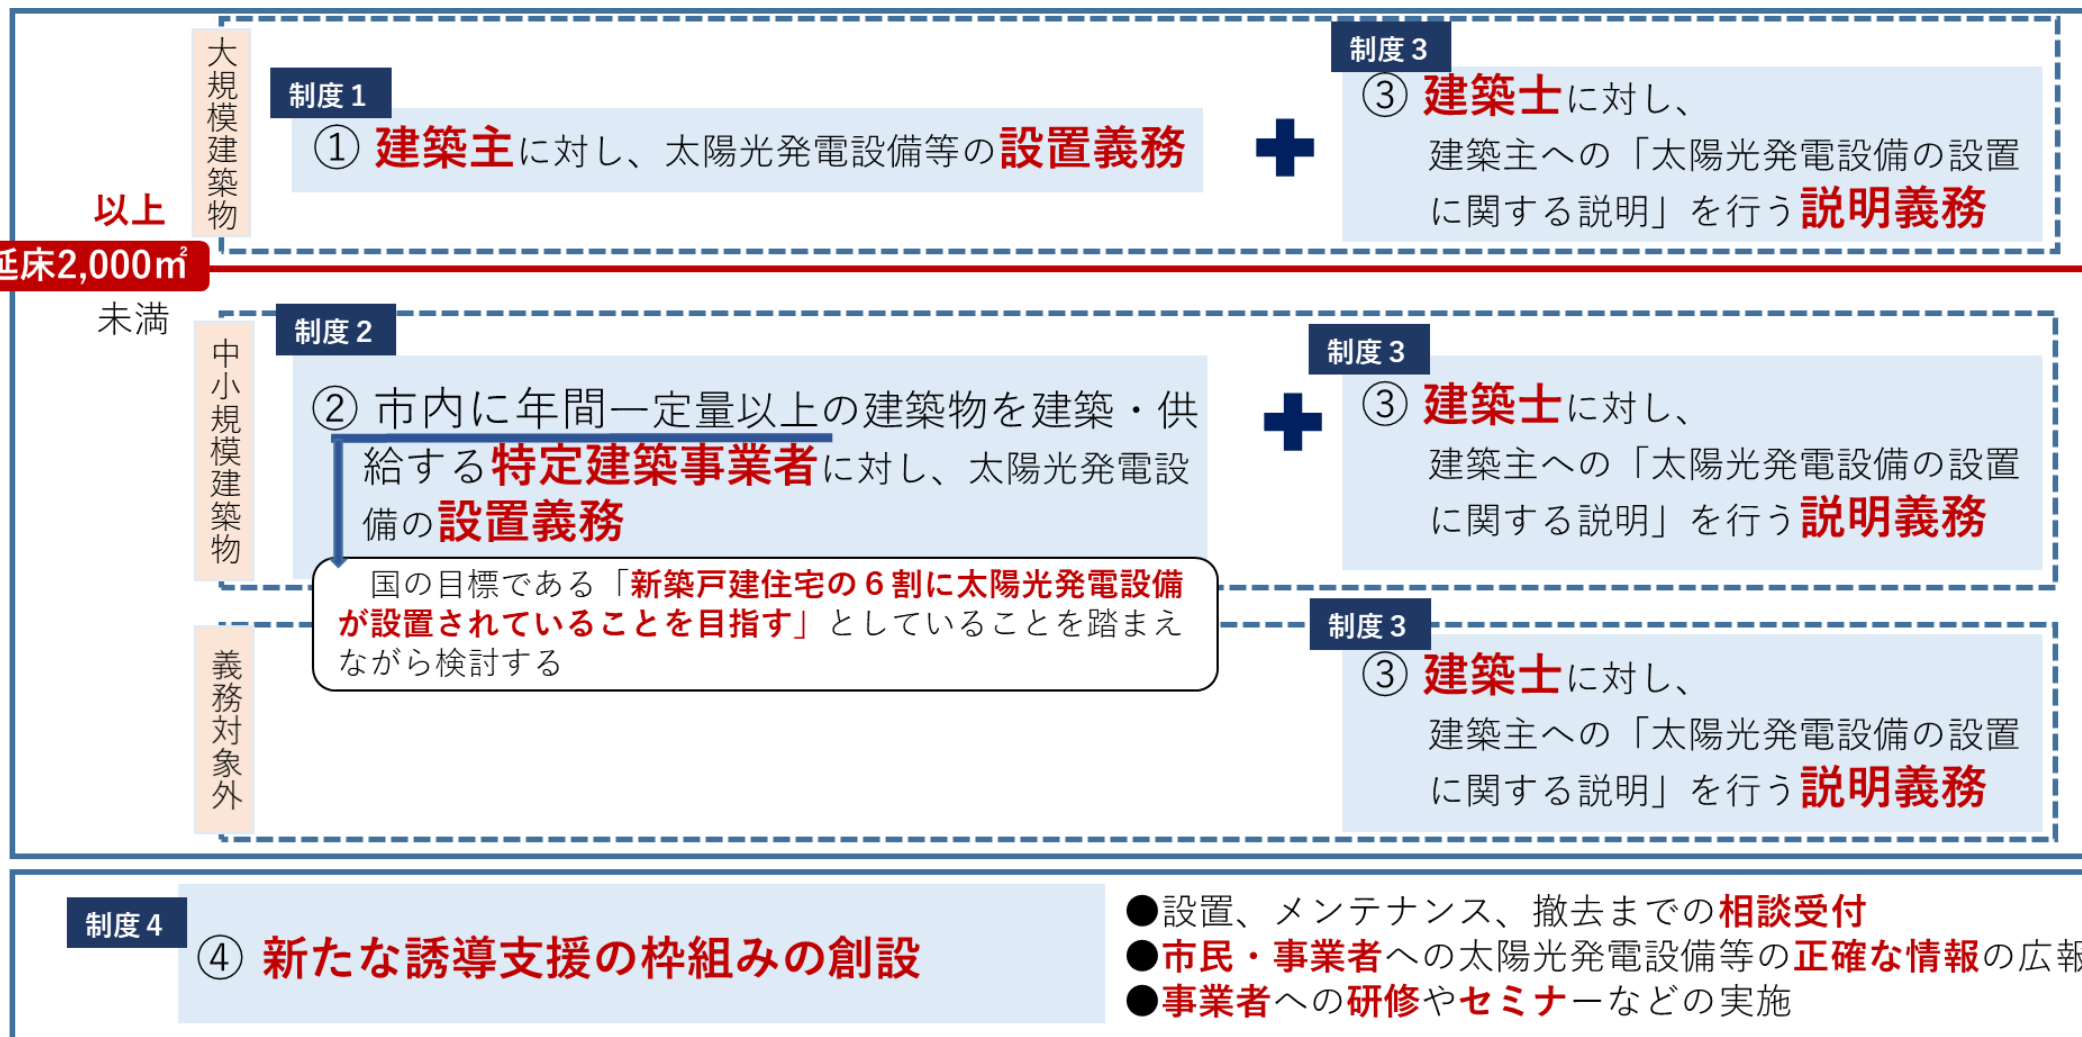 大規模建築物
制度1
① 建築主に対し、太陽光発電設備等の設置義務
制度3
③ 建築士に対し、
建築主への「太陽光発電設備の設置
に関する説明」を行う説明義務
以上
延床2,000㎡
未満
中小規模建築物
制度2
② 市内に年間一定量以上の建築物を建築・供
給する特定建築事業者に対し、太陽光発電設
備の設置義務
国の目標である「新築戸建住宅の6割に太陽光発電設備
が設置されていることを目指す」としていることを踏まえ
ながら検討する
制度3
③ 建築士に対し、
建築主への「太陽光発電設備の設置
に関する説明」を行う説明義務
義務対象外
制度3
③ 建築士に対し、
建築主への「太陽光発電設備の設置
に関する説明」を行う説明義務
制度4
④ 新たな誘導支援の枠組みの創設
●設置、メンテナンス、撤去までの相談受付
●市民・事業者への太陽光発電設備等の正確な情報の広報
●事業者への研修やセミナーなどの実施